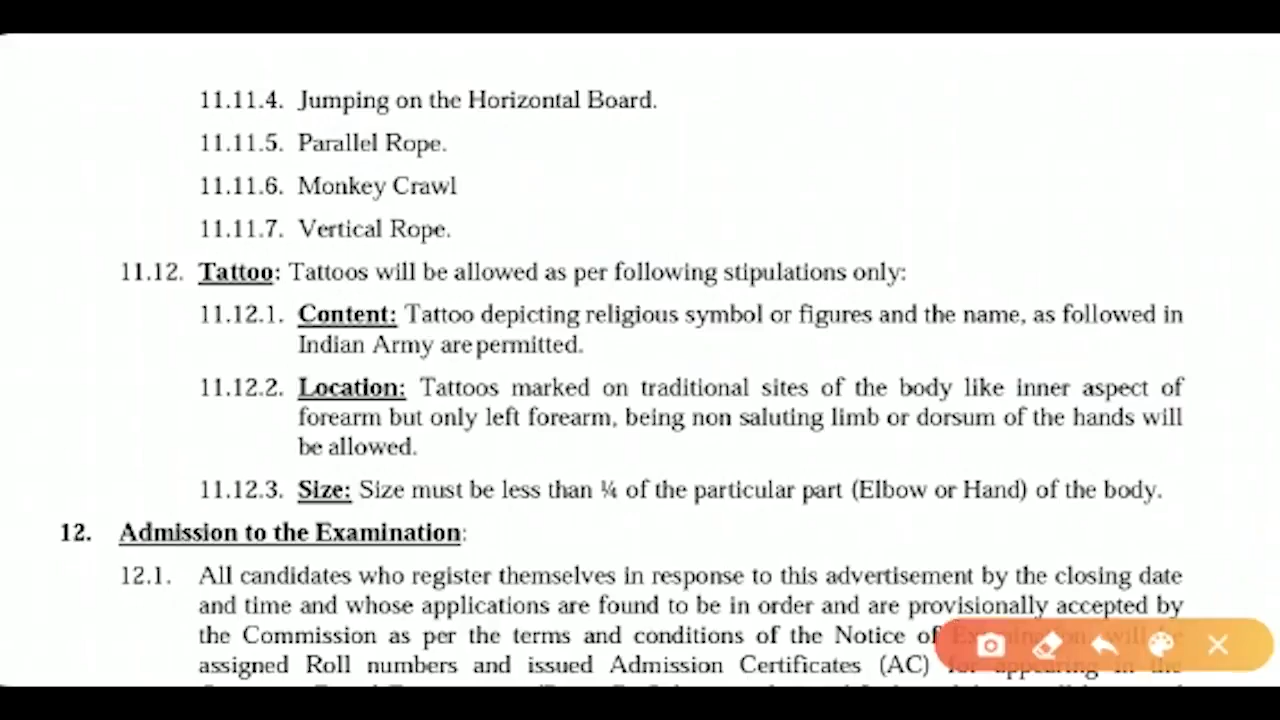 11.11.4. Jumping on the Horizontal Board.
11.11.5. Parallel Rope.
11.11.6. Monkey Crawl
11.11.7. Vertical Rope.
11.12. Tattoo: Tattoos will be allowed as per following stipulations only:
11.12.1. Content: Tattoo depicting religious symbol or figures and the name, as followed in
Indian Army are permitted.
11.12.2. Location: Tattoos marked on traditional sites of the body like inner aspect of
forearm but only left forearm, being non saluting limb or dorsum of the hands will
be allowed.
11.12.3. Size: Size must be less than ¼ of the particular part (Elbow or Hand) of the body.
12. Admission to the Examination:
12.1. All candidates who register themselves in response to this advertisement by the closing date
and time and whose applications are found to be in order and are provisionally accepted by
the Commission as per the terms and conditions of the Notice of Examination, will be
assigned Roll numbers and issued Admission Certificates (AC) for appearing in the